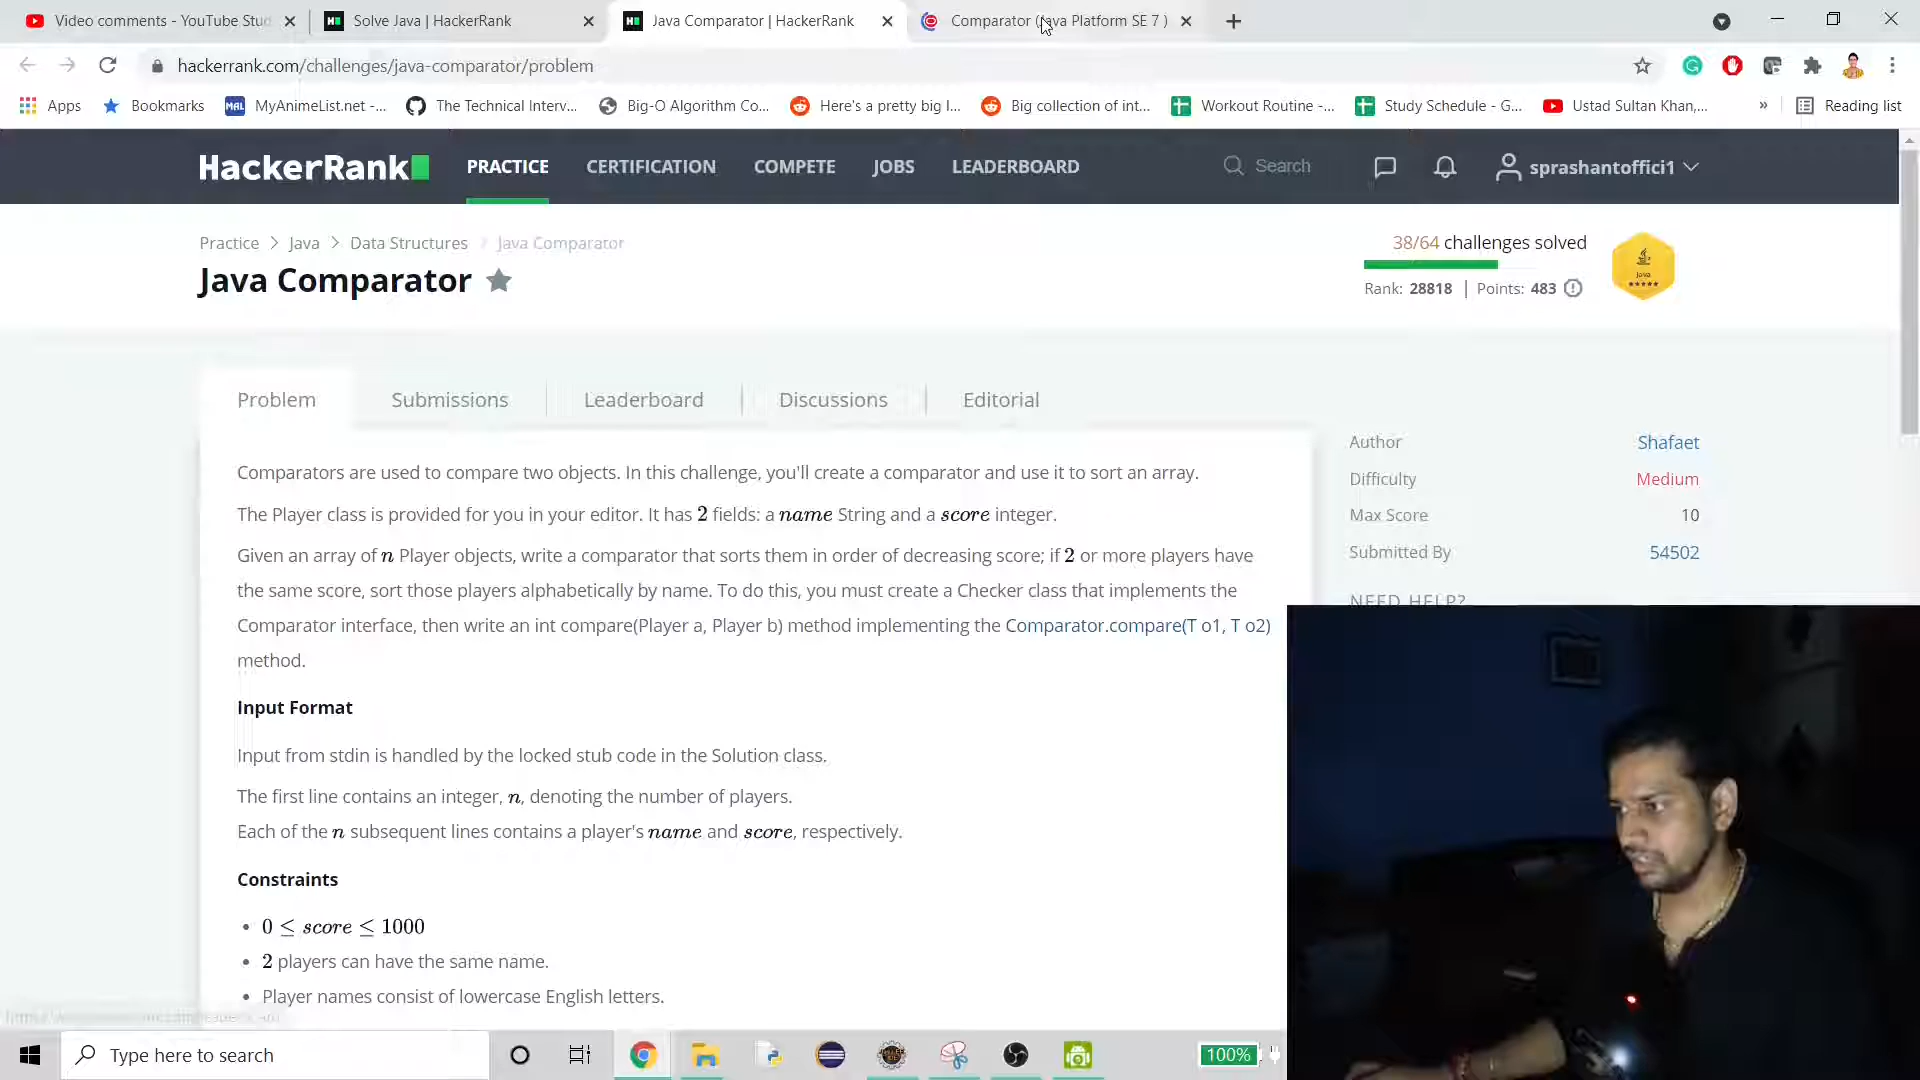 Video comments - YouTube Stu
Solve Java | HackerRank
Java Comparator | HackerRank
Comparator (Java Platform SE 7 )
hackerrank.com/challenges/java-comparator/problem
Apps
Bookmarks
MAL
MyAnimeList.net -...
The Technical Interv...
Big-O Algorithm Co...
Here's a pretty big l...
Big collection of int...
Workout Routine -...
Study Schedule - G...
Ustad Sultan Khan,...
»
Reading list
HackerRank
PRACTICE
CERTIFICATION
COMPETE
JOBS
LEADERBOARD
Search
sprashantoffici1
Practice > Java > Data Structures / Java Comparator
Java Comparator
38/64 challenges solved
Rank: 28818 | Points: 483
Java
Problem
Submissions
Leaderboard
Discussions
Editorial
Comparators are used to compare two objects. In this challenge, you'll create a comparator and use it to sort an array.
The Player class is provided for you in your editor. It has 2 fields: a name String and a score integer.
Given an array of n Player objects, write a comparator that sorts them in order of decreasing score; if 2 or more players have
the same score, sort those players alphabetically by name. To do this, you must create a Checker class that implements the
Comparator interface, then write an int compare(Player a, Player b) method implementing the Comparator.compare(T o1, T o2)
method.
Input Format
Input from stdin is handled by the locked stub code in the Solution class.
The first line contains an integer, n, denoting the number of players.
Each of the n subsequent lines contains a player's name and score, respectively.
Constraints
• 0 ≤ score ≤ 1000
• 2 players can have the same name.
• Player names consist of lowercase English letters.
Author Shafaet
Difficulty Medium
Max Score 10
Submitted By 54502
NEED HELP?
Type here to search
100%